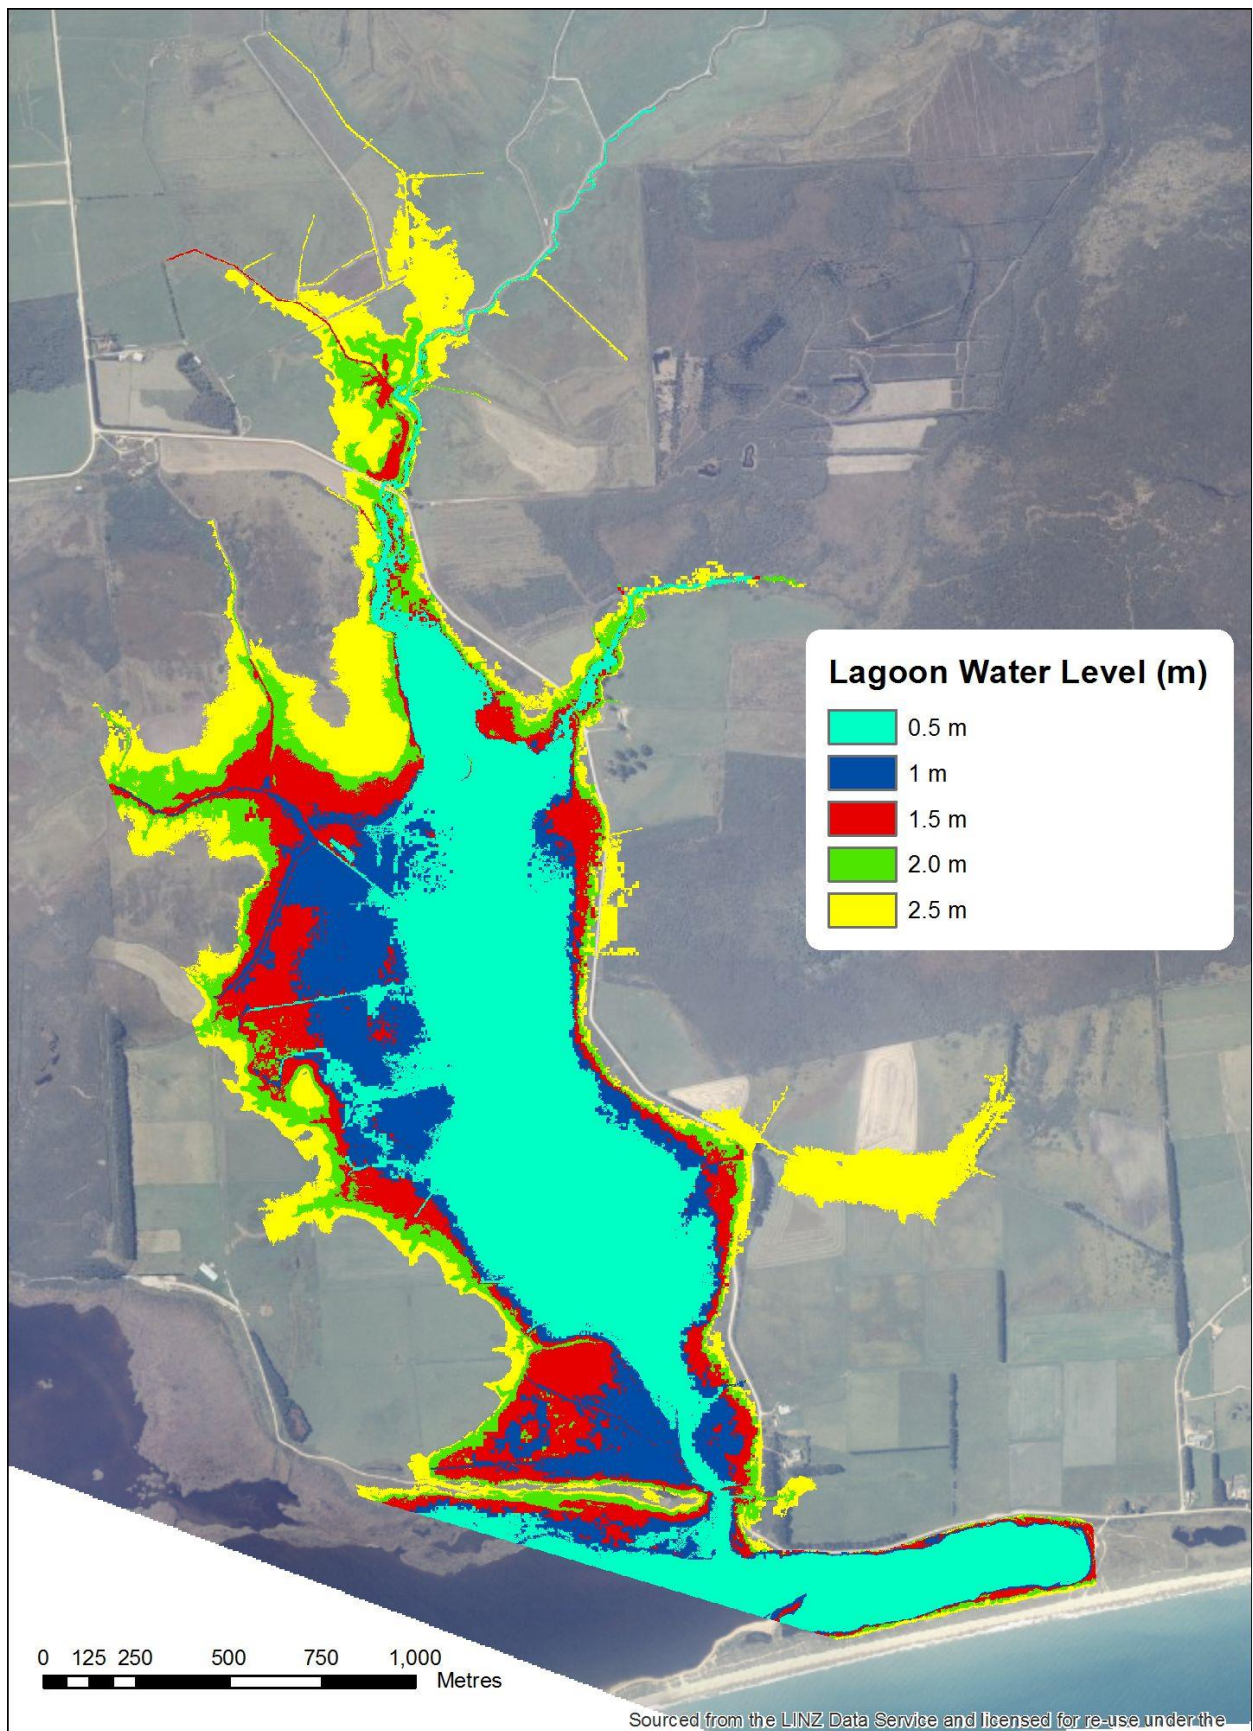 Lagoon Water Level (m)
0.5 m
1 m
1.5 m
2.0 m
2.5 m
0 125 250 500 750 1,000
Metres
Sourced from the LINZ Data Service and licensed for re-use under the